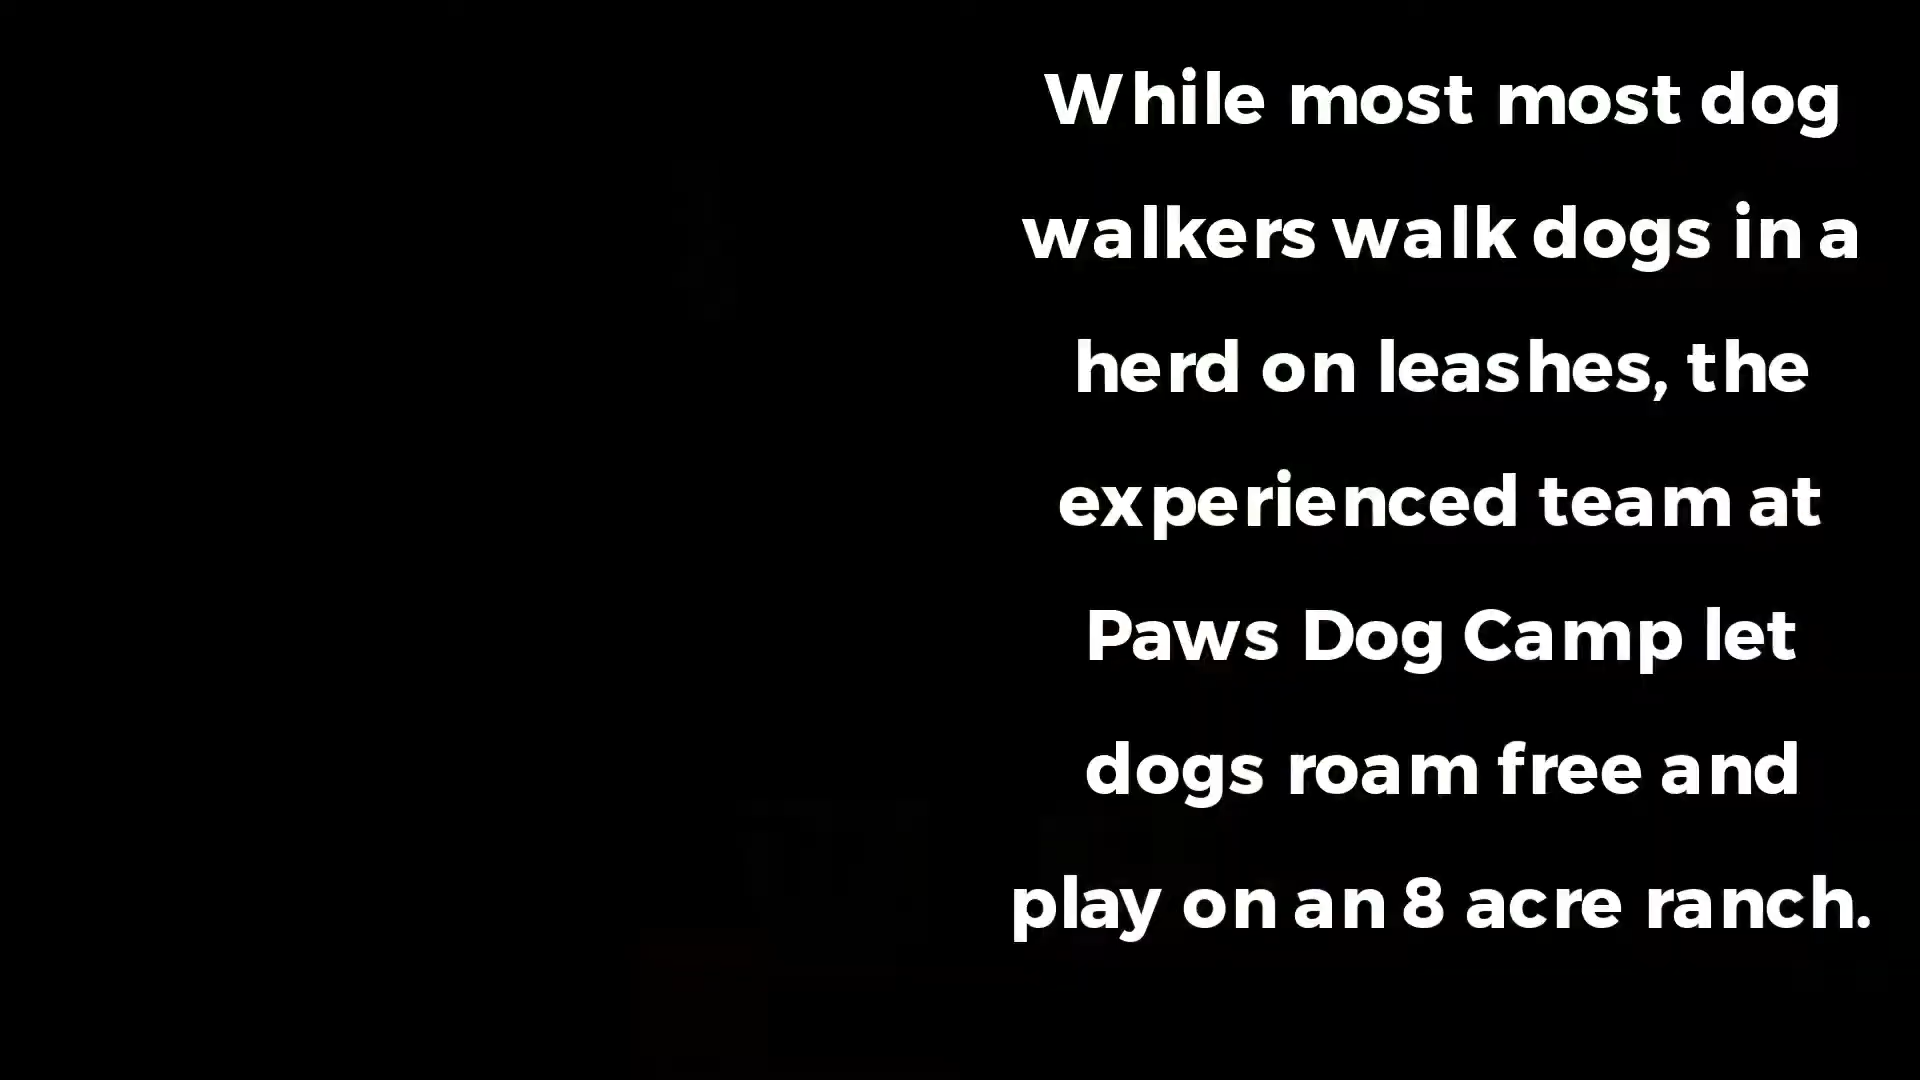 While most most dog
walkers walk dogs in a
herd on leashes, the
experienced team at
Paws Dog Camp let
dogs roam free and
play on an 8 acre ranch.